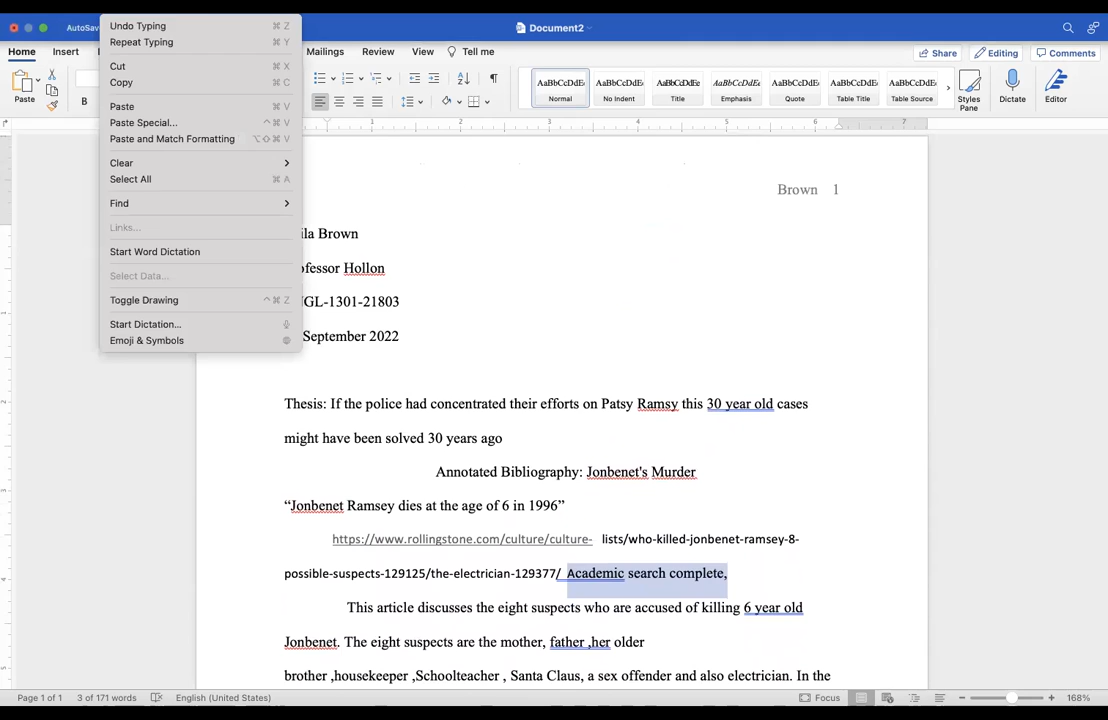 AutoSav
Document2
Undo Typing ⌘ Z
Repeat Typing ⌘ Y
Cut ⌘ X
Copy ⌘ C
Paste ⌘ V
Paste Special... ^ ⌘ V
Paste and Match Formatting ⌥⇧⌘ V
Clear
Select All ⌘ A
Find
Links...
Start Word Dictation
Select Data...
Toggle Drawing ^ ⌘ Z
Start Dictation...
Emoji & Symbols
Home Insert Mailings Review View Tell me Share Editing Comments
Paste B
AaBbCcDdEe AaBbCcDdEe AaBbCcDdEe AaBbCcDdEe AaBbCcDdEe AaBbCcDdEe AaBbCcDdEe
Normal No Indent Title Emphasis Quote Table Title Table Source
Styles Pane Dictate Editor
1 2 3 4 5 6 7
Brown 1
ila Brown
ofessor Hollon
GL-1301-21803
September 2022
Thesis: If the police had concentrated their efforts on Patsy Ramsy this 30 year old cases
might have been solved 30 years ago
Annotated Bibliography: Jonbenet's Murder
“Jonbenet Ramsey dies at the age of 6 in 1996”
https://www.rollingstone.com/culture/culture- lists/who-killed-jonbenet-ramsey-8-
possible-suspects-129125/the-electrician-129377/ Academic search complete,
This article discusses the eight suspects who are accused of killing 6 year old
Jonbenet. The eight suspects are the mother, father ,her older
brother ,housekeeper ,Schoolteacher , Santa Claus, a sex offender and also electrician. In the
Page 1 of 1 3 of 171 words English (United States) Focus 168%